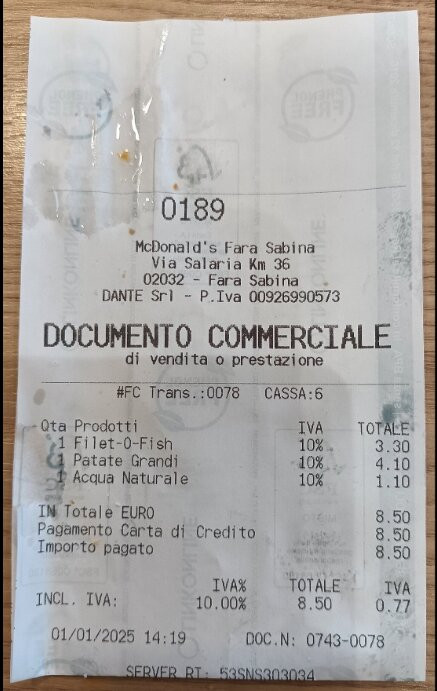 0189
McDonald's Fara Sabina
Via Salaria Km 36
02032 - Fara Sabina
DANTE Srl - P.Iva 00926990573
DOCUMENTO COMMERCIALE
di vendita o prestazione
#FC Trans.:0078 CASSA:6
Qta Prodotti IVA TOTALE
1 Filet-O-Fish 10% 3.30
1 Patate Grandi 10% 4.10
1 Acqua Naturale 10% 1.10
IN Totale EURO 8.50
Pagamento Carta di Credito 8.50
Importo pagato 8.50
IVA% TOTALE IVA
INCL. IVA: 10.00% 8.50 0.77
01/01/2025 14:19 DOC.N: 0743-0078
SERVER RT: 53SNS303034